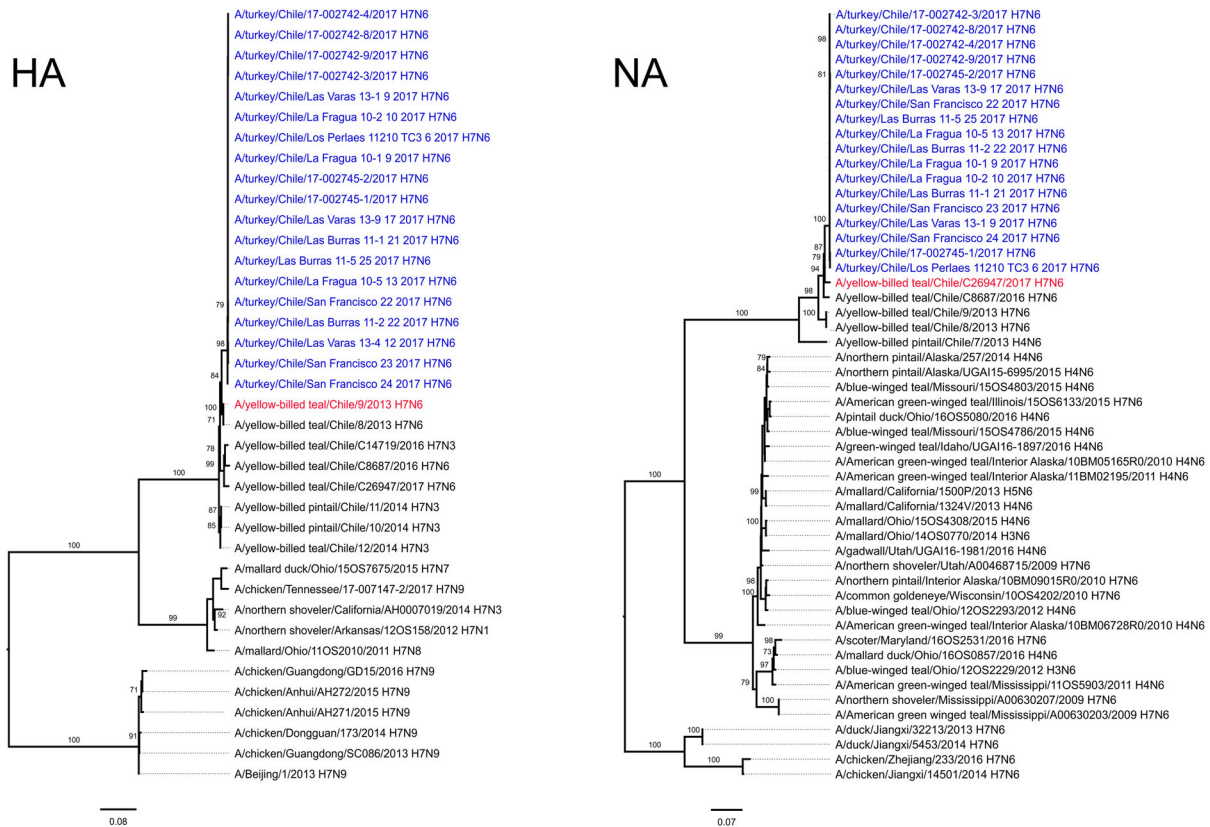 HA
A/turkey/Chile/17-002742-4/2017 H7N6
A/turkey/Chile/17-002742-8/2017 H7N6
A/turkey/Chile/17-002742-9/2017 H7N6
A/turkey/Chile/17-002742-3/2017 H7N6
A/turkey/Chile/Las Varas 13-1 9 2017 H7N6
A/turkey/Chile/La Fragua 10-2 10 2017 H7N6
A/turkey/Chile/Los Perlaes 11210 TC3 6 2017 H7N6
A/turkey/Chile/La Fragua 10-1 9 2017 H7N6
A/turkey/Chile/17-002745-2/2017 H7N6
A/turkey/Chile/17-002745-1/2017 H7N6
A/turkey/Chile/Las Varas 13-9 17 2017 H7N6
A/turkey/Chile/Las Burras 11-1 21 2017 H7N6
A/turkey/Las Burras 11-5 25 2017 H7N6
A/turkey/Chile/La Fragua 10-5 13 2017 H7N6
A/turkey/Chile/San Francisco 22 2017 H7N6
79
A/turkey/Chile/Las Burras 11-2 22 2017 H7N6
A/turkey/Chile/Las Varas 13-4 12 2017 H7N6
98
A/turkey/Chile/San Francisco 23 2017 H7N6
84
A/turkey/Chile/San Francisco 24 2017 H7N6
A/yellow-billed teal/Chile/9/2013 H7N6
100
71
A/yellow-billed teal/Chile/8/2013 H7N6
A/yellow-billed teal/Chile/C14719/2016 H7N3
78
A/yellow-billed teal/Chile/C8687/2016 H7N6
99
A/yellow-billed teal/Chile/C26947/2017 H7N6
100
A/yellow-billed pintail/Chile/11/2014 H7N3
87
A/yellow-billed pintail/Chile/10/2014 H7N3
85
A/yellow-billed teal/Chile/12/2014 H7N3
100
A/mallard duck/Ohio/15OS7675/2015 H7N7
A/chicken/Tennessee/17-007147-2/2017 H7N9
A/northern shoveler/California/AH0007019/2014 H7N3
92
99
A/northern shoveler/Arkansas/12OS158/2012 H7N1
A/mallard/Ohio/11OS2010/2011 H7N8
A/chicken/Guangdong/GD15/2016 H7N9
71
A/chicken/Anhui/AH272/2015 H7N9
A/chicken/Anhui/AH271/2015 H7N9
A/chicken/Dongguan/173/2014 H7N9
91
100
A/chicken/Guangdong/SC086/2013 H7N9
A/Beijing/1/2013 H7N9
0.08
NA
A/turkey/Chile/17-002742-3/2017 H7N6
A/turkey/Chile/17-002742-8/2017 H7N6
98
A/turkey/Chile/17-002742-4/2017 H7N6
A/turkey/Chile/17-002742-9/2017 H7N6
A/turkey/Chile/17-002745-2/2017 H7N6
81
A/turkey/Chile/Las Varas 13-9 17 2017 H7N6
A/turkey/Chile/San Francisco 22 2017 H7N6
A/turkey/Las Burras 11-5 25 2017 H7N6
A/turkey/Chile/La Fragua 10-5 13 2017 H7N6
A/turkey/Chile/Las Burras 11-2 22 2017 H7N6
A/turkey/Chile/La Fragua 10-1 9 2017 H7N6
A/turkey/Chile/La Fragua 10-2 10 2017 H7N6
A/turkey/Chile/Las Burras 11-1 21 2017 H7N6
A/turkey/Chile/San Francisco 23 2017 H7N6
100
A/turkey/Chile/Las Varas 13-1 9 2017 H7N6
A/turkey/Chile/San Francisco 24 2017 H7N6
87
A/turkey/Chile/17-002745-1/2017 H7N6
79
A/turkey/Chile/Los Perlaes 11210 TC3 6 2017 H7N6
94
A/yellow-billed teal/Chile/C26947/2017 H7N6
98
A/yellow-billed teal/Chile/C8687/2016 H7N6
A/yellow-billed teal/Chile/9/2013 H7N6
100
100
A/yellow-billed teal/Chile/8/2013 H7N6
A/yellow-billed pintail/Chile/7/2013 H4N6
79
A/northern pintail/Alaska/257/2014 H4N6
84
A/northern pintail/Alaska/UGAI15-6995/2015 H4N6
A/blue-winged teal/Missouri/15OS4803/2015 H4N6
A/American green-winged teal/Illinois/15OS6133/2015 H7N6
A/pintail duck/Ohio/16OS5080/2016 H4N6
A/blue-winged teal/Missouri/15OS4786/2015 H4N6
A/green-winged teal/Idaho/UGAI16-1897/2016 H4N6
A/American green-winged teal/Interior Alaska/10BM05165R0/2010 H4N6
A/American green-winged teal/Interior Alaska/11BM02195/2011 H4N6
99
A/mallard/California/1500P/2013 H5N6
A/mallard/California/1324V/2013 H4N6
100
A/mallard/Ohio/15OS4308/2015 H4N6
100
A/mallard/Ohio/14OS0770/2014 H3N6
A/gadwall/Utah/UGAI16-1981/2016 H4N6
A/northern shoveler/Utah/A00468715/2009 H7N6
98
A/northern pintail/Interior Alaska/10BM09015R0/2010 H7N6
100
A/common goldeneye/Wisconsin/10OS4202/2010 H7N6
A/blue-winged teal/Ohio/12OS2293/2012 H4N6
A/American green-winged teal/Interior Alaska/10BM06728R0/2010 H4N6
99
98
A/scoter/Maryland/16OS2531/2016 H7N6
73
A/mallard duck/Ohio/16OS0857/2016 H4N6
97
A/blue-winged teal/Ohio/12OS2229/2012 H3N6
79
A/American green-winged teal/Mississippi/11OS5903/2011 H4N6
A/northern shoveler/Mississippi/A00630207/2009 H7N6
100
A/American green winged teal/Mississippi/A00630203/2009 H7N6
A/duck/Jiangxi/32213/2013 H7N6
100
A/duck/Jiangxi/5453/2014 H7N6
100
A/chicken/Zhejiang/233/2016 H7N6
100
A/chicken/Jiangxi/14501/2014 H7N6
0.07